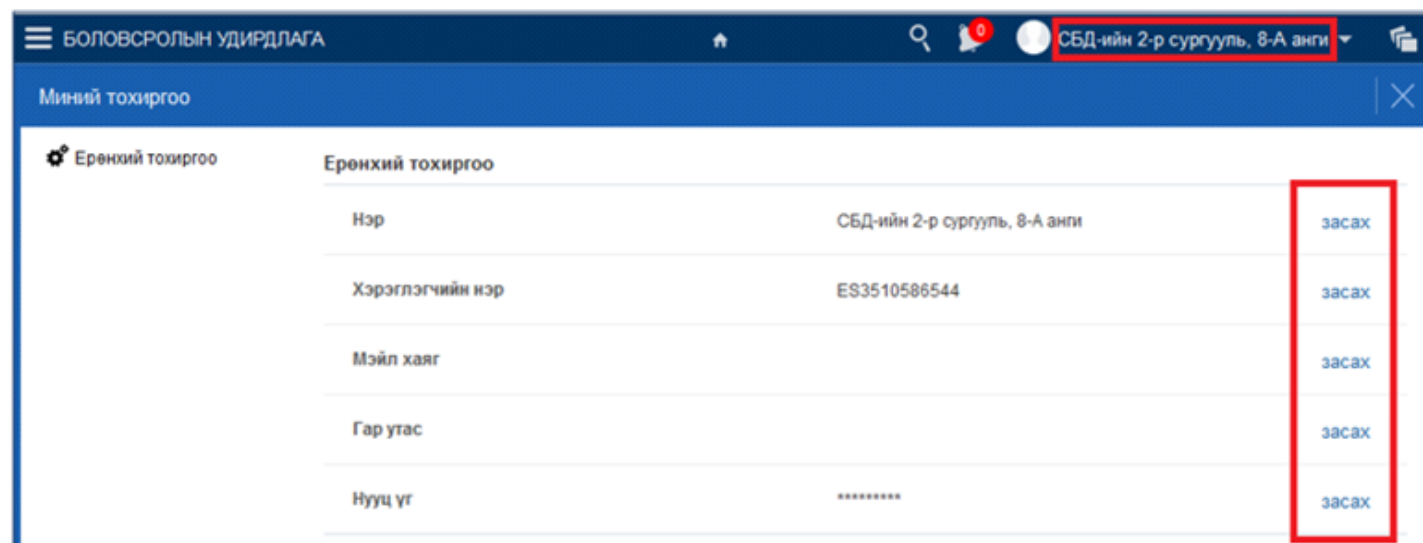 БОЛОВСРОЛЫН УДИРДЛАГА 0 СБД-ийн 2-р сургууль, 8-А анги
Миний тохиргоо
Ерөнхий тохиргоо
Ерөнхий тохиргоо
Нэр СБД-ийн 2-р сургууль, 8-А анги засах
Хэрэглэгчийн нэр ES3510586544 засах
Мэйл хаяг засах
Гар утас засах
Нууц үг ********* засах